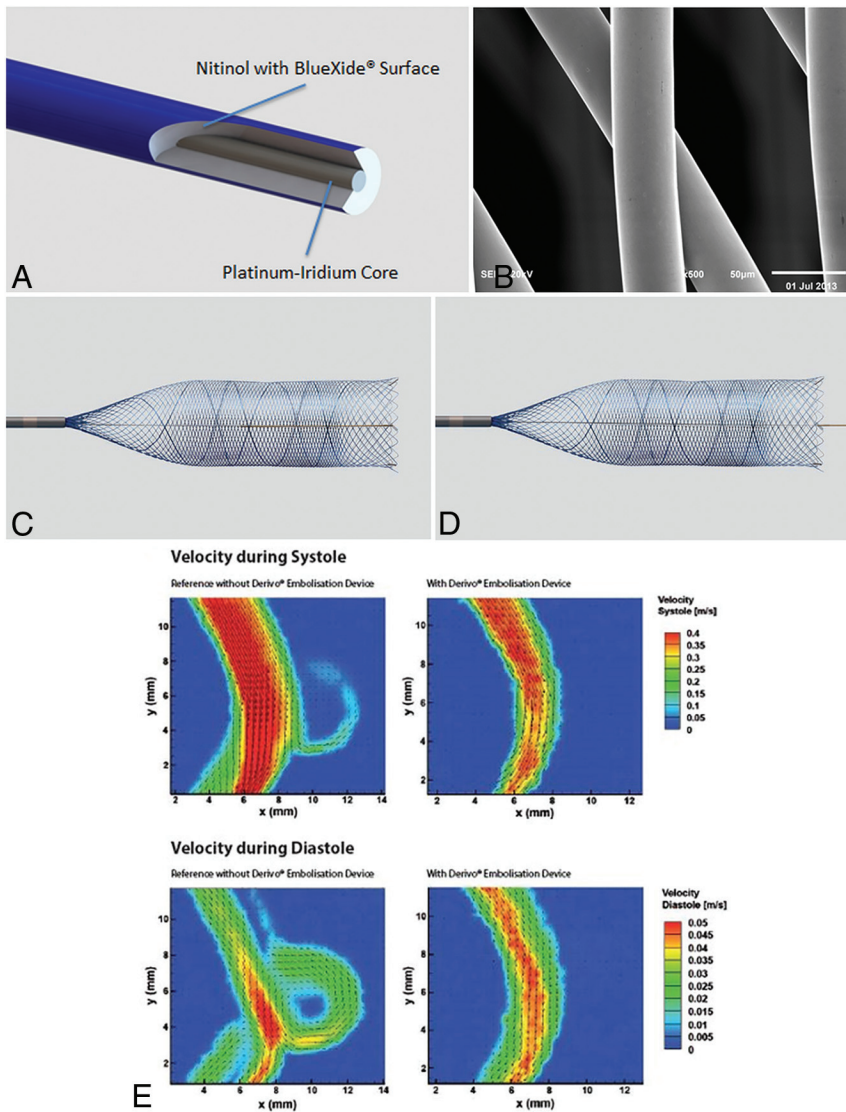 Nitinol with BlueXide® Surface
Platinum-Iridium Core
A
SEI 20kV
B
x500
50μm
01 Jul 2013
C
D
Velocity during Systole
Reference without Derivo® Embolisation Device
With Derivo® Embolisation Device
Velocity
Systole [m/s]
0.4
0.35
0.3
0.25
0.2
0.15
0.1
0.05
0
y (mm)
10
8
6
4
2
2 4 6 8 10 12 14
x (mm)
y (mm)
10
8
6
4
2
4 6 8 10 12
x (mm)
Velocity during Diastole
Reference without Derivo® Embolisation Device
With Derivo® Embolisation Device
Velocity
Diastole [m/s]
0.05
0.045
0.04
0.035
0.03
0.025
0.02
0.015
0.01
0.005
0
y (mm)
10
8
6
4
2
4 6 8 10 12 14
x (mm)
y (mm)
10
8
6
4
2
4 6 8 10 12
x (mm)
E